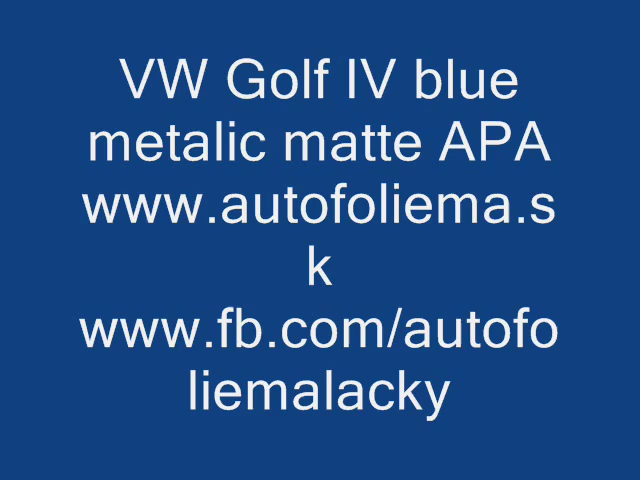 VW Golf IV blue
metalic matte APA
www.autofoliema.s
k
www.fb.com/autofo
liemalacky